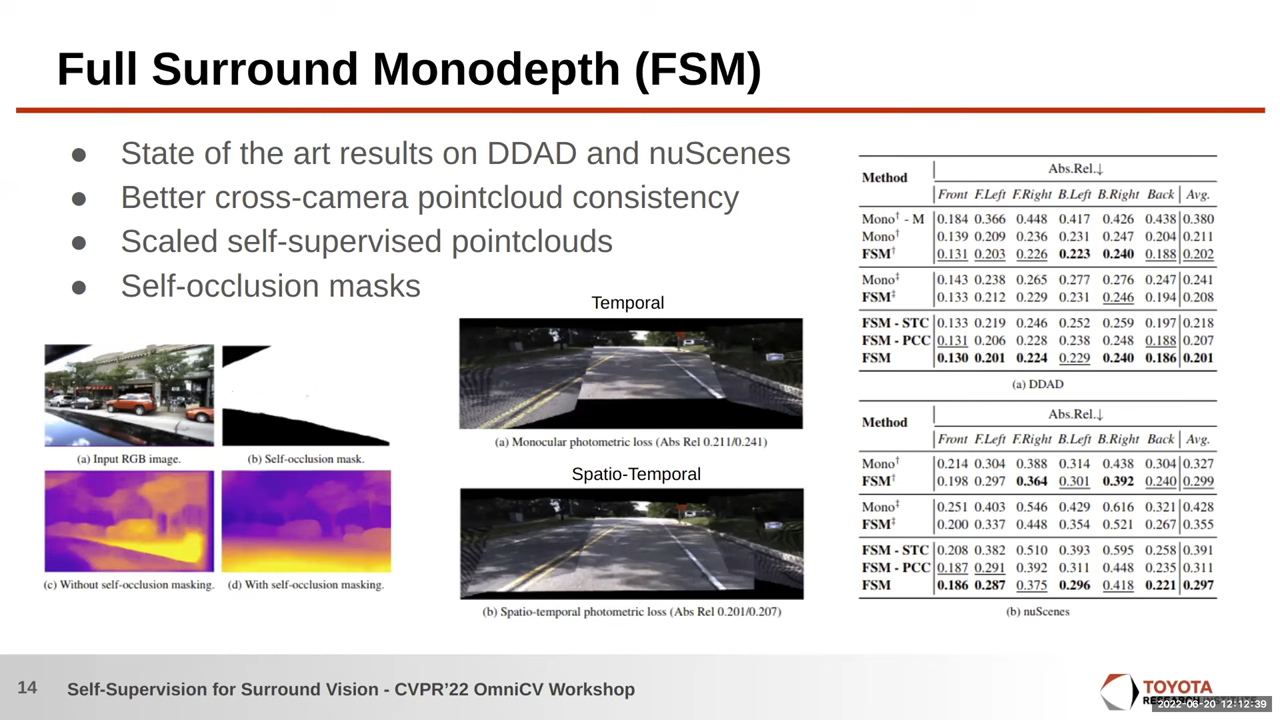 Full Surround Monodepth (FSM)
● State of the art results on DDAD and nuScenes
● Better cross-camera pointcloud consistency
● Scaled self-supervised pointclouds
● Self-occlusion masks
(a) Input RGB image. (b) Self-occlusion mask.
(c) Without self-occlusion masking. (d) With self-occlusion masking.
Temporal
(a) Monocular photometric loss (Abs Rel 0.211/0.241)
Spatio-Temporal
(b) Spatio-temporal photometric loss (Abs Rel 0.201/0.207)
Method Abs.Rel.↓
Front F.Left F.Right B.Left B.Right Back Avg.
Mono† - M 0.184 0.366 0.448 0.417 0.426 0.438 0.380
Mono† 0.139 0.209 0.236 0.231 0.247 0.204 0.211
FSM† 0.131 0.203 0.226 0.223 0.240 0.188 0.202
Mono‡ 0.143 0.238 0.265 0.277 0.276 0.247 0.241
FSM‡ 0.133 0.212 0.229 0.231 0.246 0.194 0.208
FSM - STC 0.133 0.219 0.246 0.252 0.259 0.197 0.218
FSM - PCC 0.131 0.206 0.228 0.238 0.248 0.188 0.207
FSM 0.130 0.201 0.224 0.229 0.240 0.186 0.201
(a) DDAD
Method Abs.Rel.↓
Front F.Left F.Right B.Left B.Right Back Avg.
Mono† 0.214 0.304 0.388 0.314 0.438 0.304 0.327
FSM† 0.198 0.297 0.364 0.301 0.392 0.240 0.299
Mono‡ 0.251 0.403 0.546 0.429 0.616 0.321 0.428
FSM‡ 0.200 0.337 0.448 0.354 0.521 0.267 0.355
FSM - STC 0.208 0.382 0.510 0.393 0.595 0.258 0.391
FSM - PCC 0.187 0.291 0.392 0.311 0.448 0.235 0.311
FSM 0.186 0.287 0.375 0.296 0.418 0.221 0.297
(b) nuScenes
14 Self-Supervision for Surround Vision - CVPR'22 OmniCV Workshop
TOYOTA
2022-06-20 12:12:39